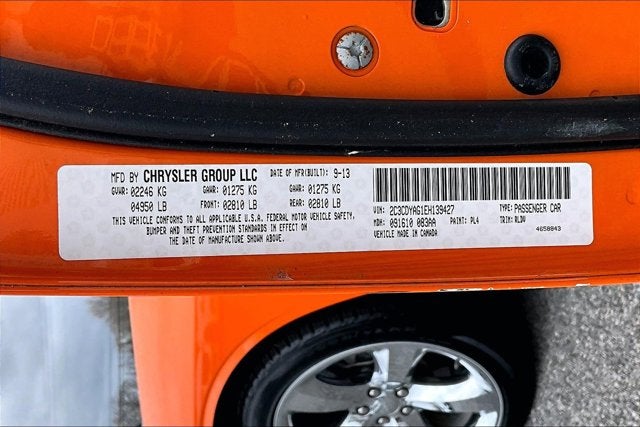 MFD BY CHRYSLER GROUP LLC DATE OF MFR(BUILT): 9-13
GVWR: 02246 KG GAWR: 01275 KG GAWR: 01275 KG
04950 LB FRONT: 02810 LB REAR: 02810 LB
THIS VEHICLE CONFORMS TO ALL APPLICABLE U.S.A. FEDERAL MOTOR VEHICLE SAFETY,
BUMPER AND THEFT PREVENTION STANDARDS IN EFFECT ON
THE DATE OF MANUFACTURE SHOWN ABOVE.
VIN: 2C3CDYAG1EH139427 TYPE: PASSENGER CAR
MDH: 091610 083AA PAINT: PL4 TRIM: RLDV
VEHICLE MADE IN CANADA 4658843